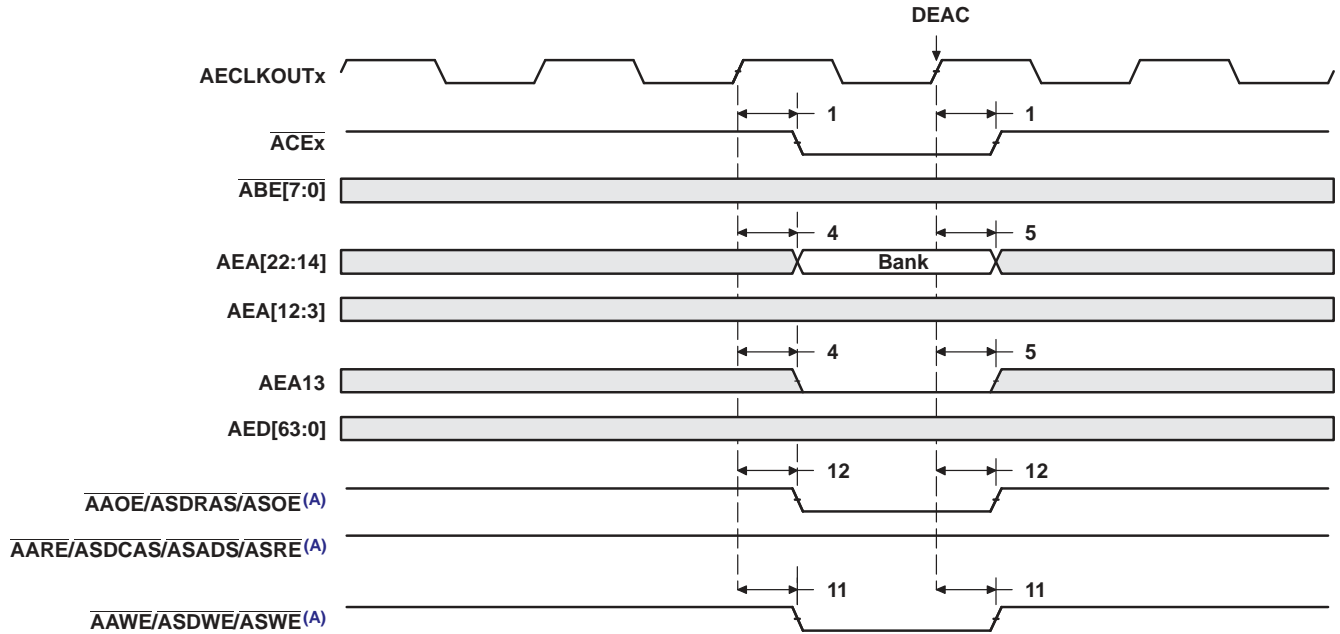 DEAC
AECLKOUTx
1 1
ACEx
ABE[7:0]
4 5
AEA[22:14] Bank
AEA[12:3]
4 5
AEA13
AED[63:0]
12 12
AAOE/ASDRAS/ASOE(A)
AARE/ASDCAS/ASADS/ASRE(A)
11 11
AAWE/ASDWE/ASWE(A)